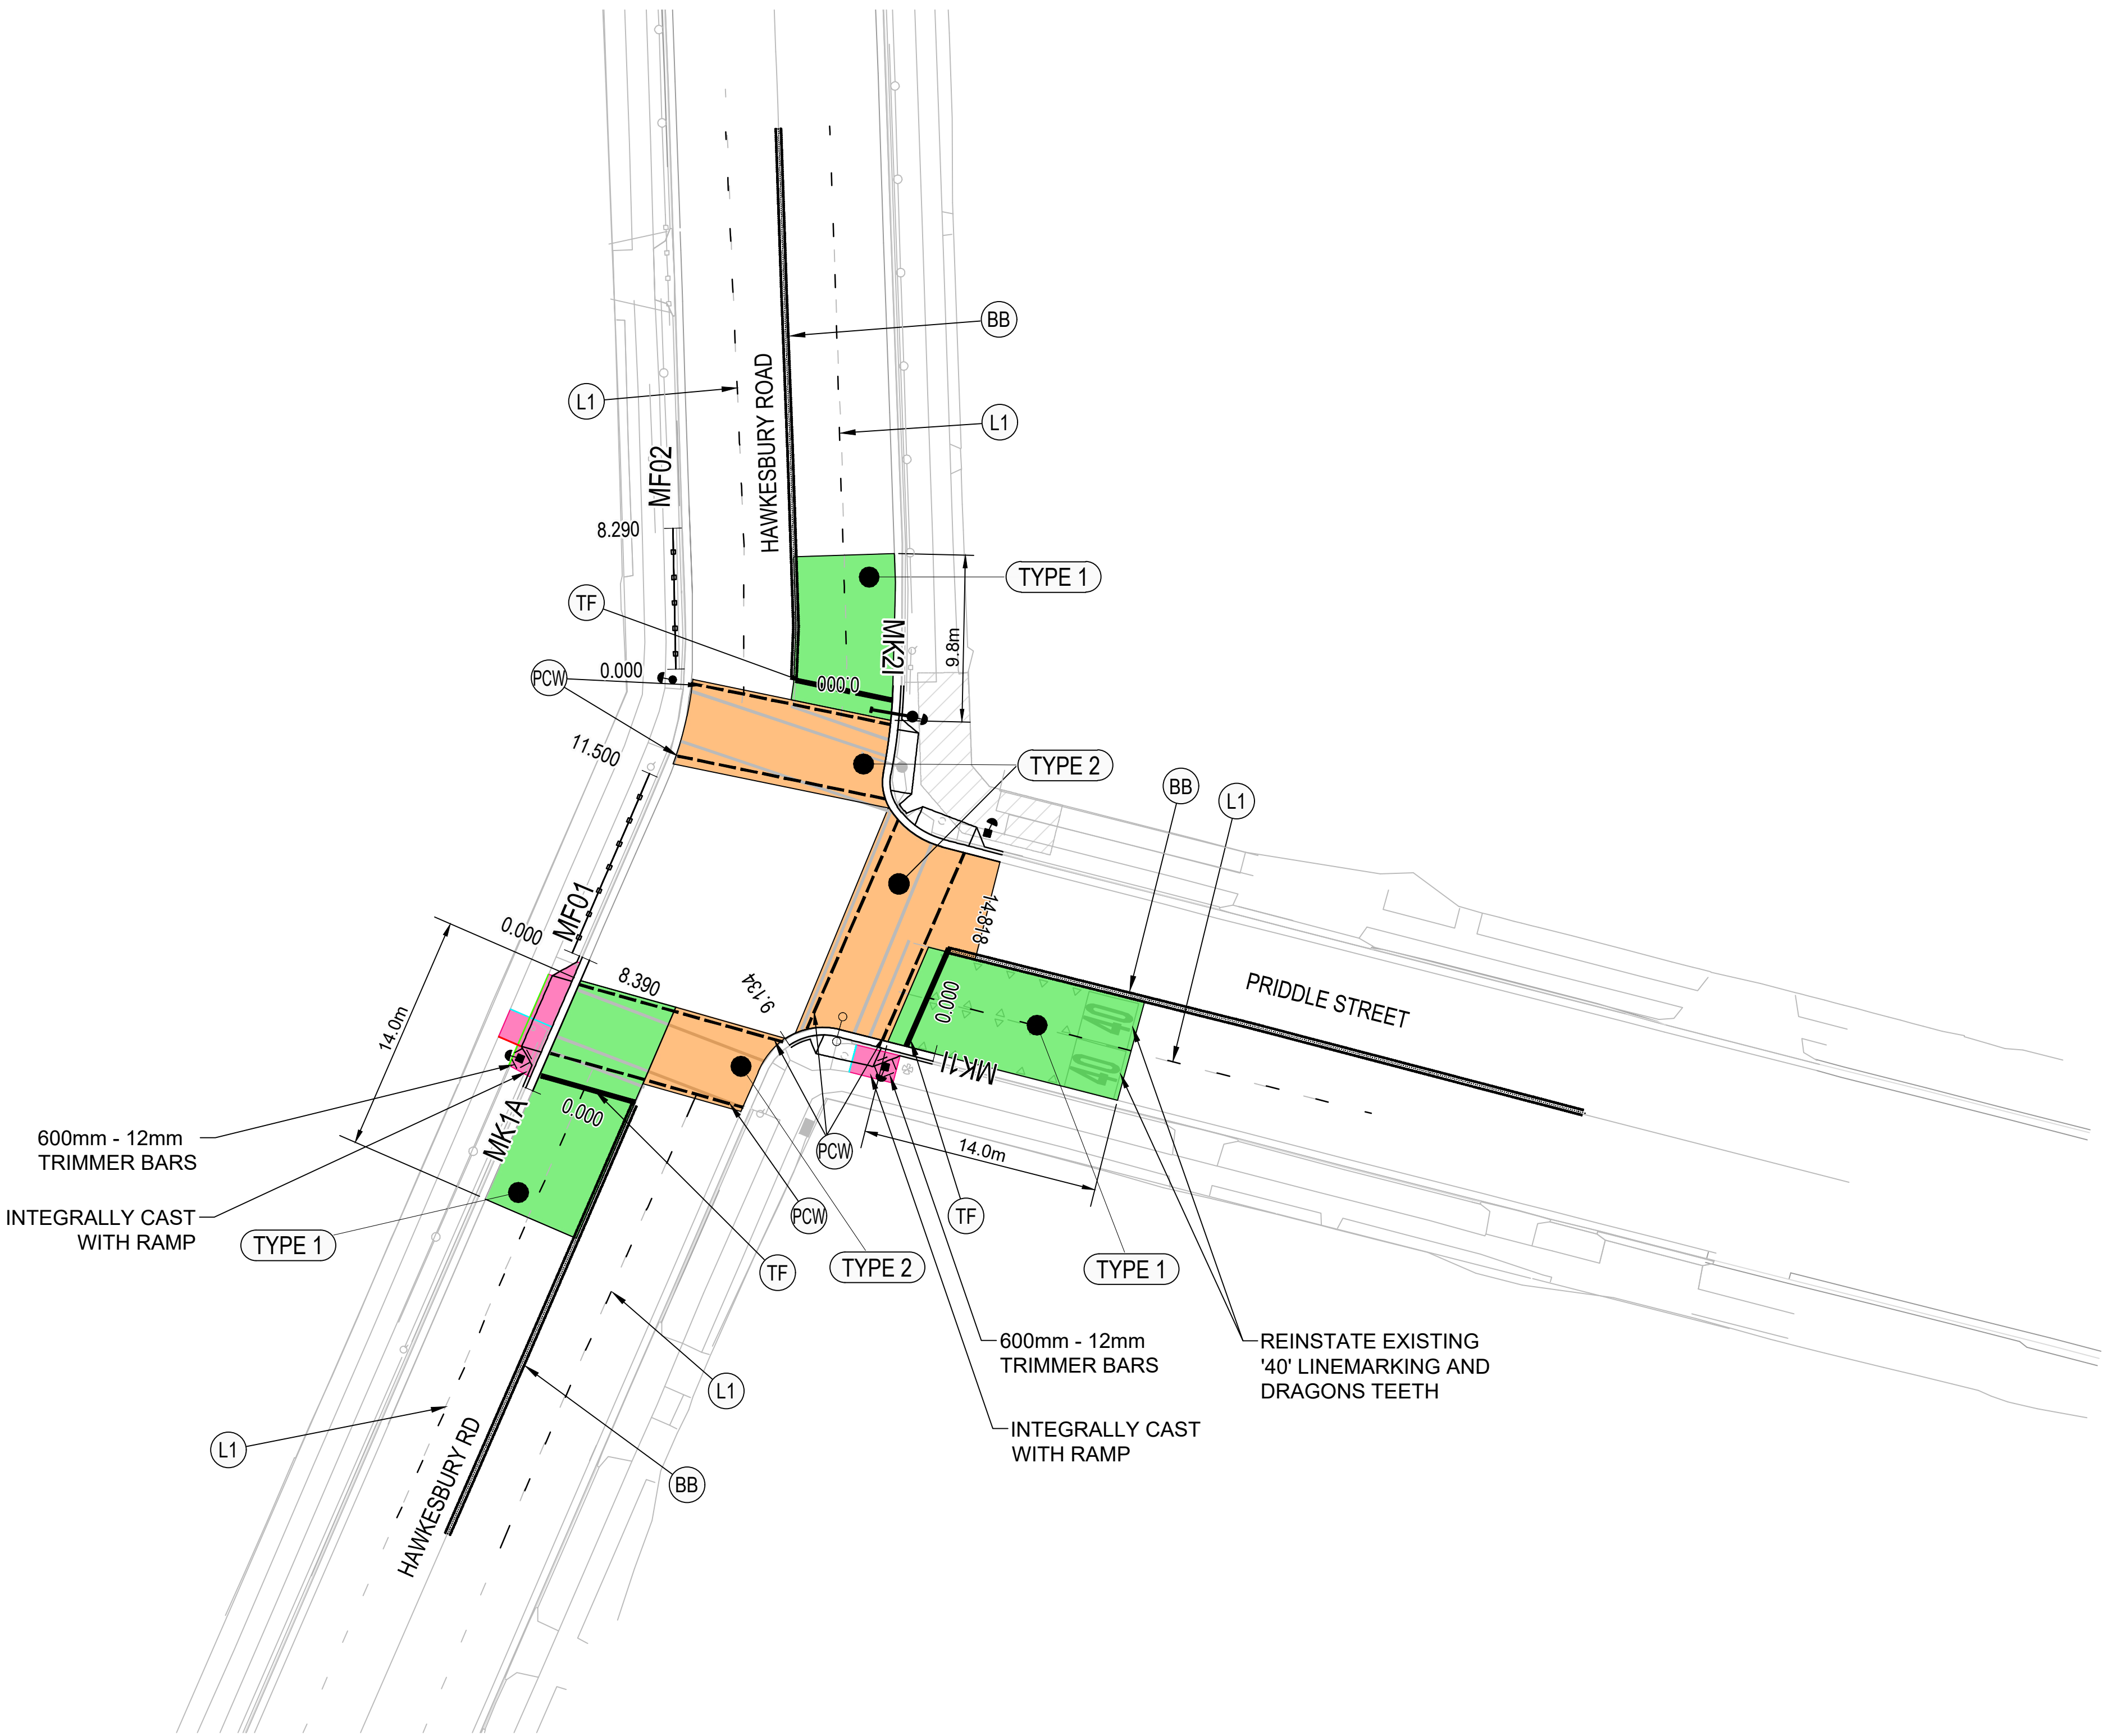 BB
L1
HAWKESBURY ROAD
L1
MF02
8.290
TYPE 1
TF
MK2I
9.8m
0.000
PCW
0.000
11.500
TYPE 2
BB
L1
MF01
0.000
14.818
PRIDDLE STREET
8.390
9.134
0.000
40
40
14.0m
MK1I
MK1A
0.000
600mm - 12mm
TRIMMER BARS
PCW
14.0m
INTEGRALLY CAST
WITH RAMP
TYPE 1
PCW
TF
TF
TYPE 2
TYPE 1
600mm - 12mm
TRIMMER BARS
REINSTATE EXISTING
'40' LINEMARKING AND
DRAGONS TEETH
L1
INTEGRALLY CAST
WITH RAMP
L1
HAWKESBURY RD
BB